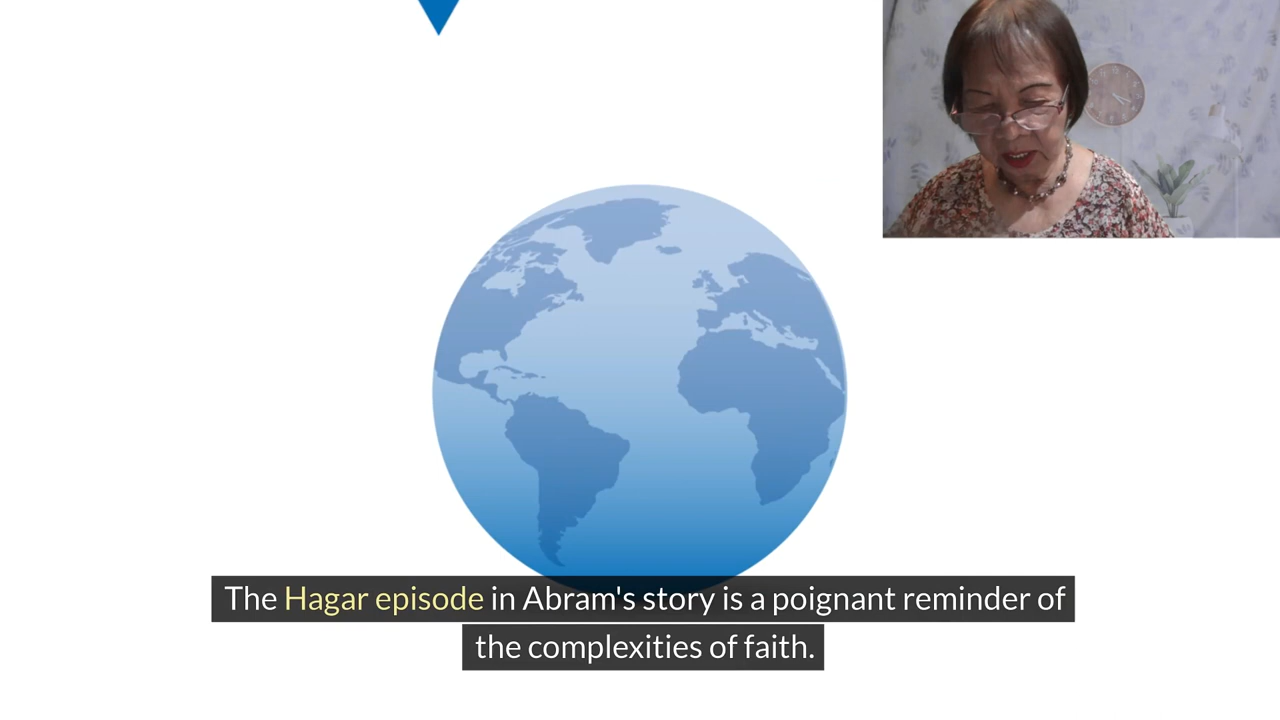 The Hagar episode in Abram's story is a poignant reminder of
the complexities of faith.